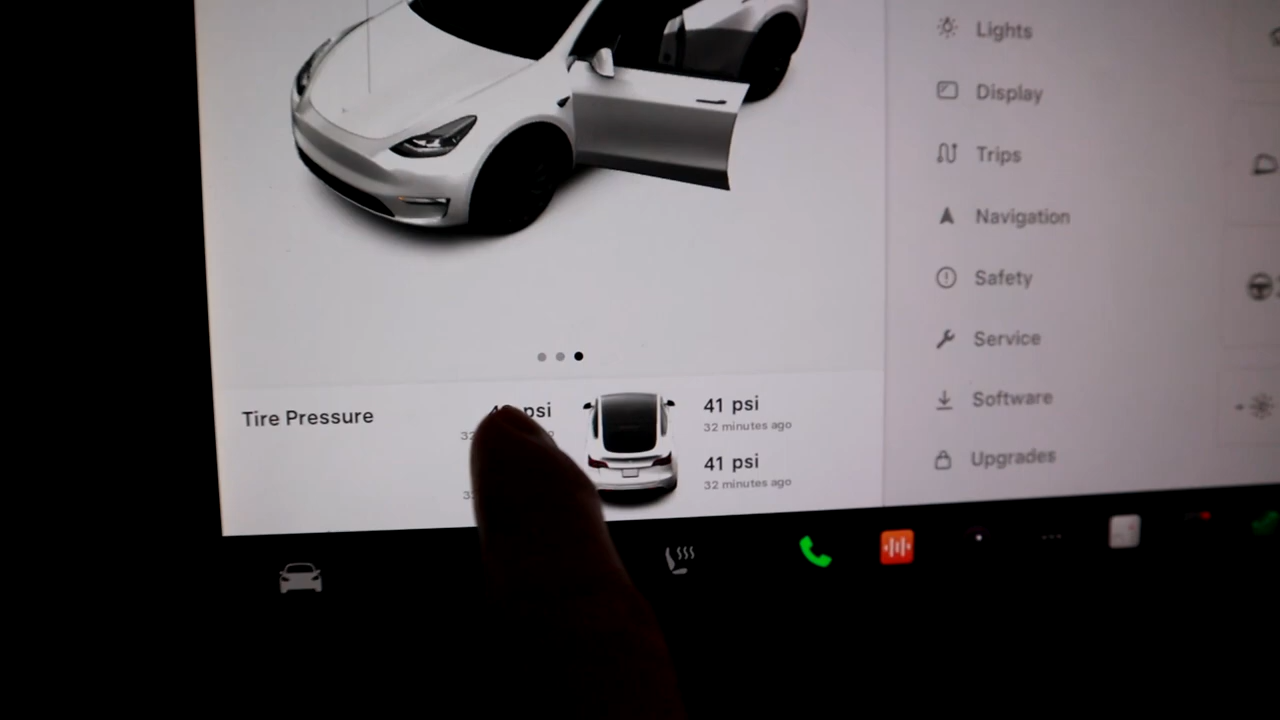 Lights
Display
Trips
Navigation
Safety
Service
Software
Upgrades
Tire Pressure
psi
41 psi
32 minutes ago
41 psi
32 minutes ago